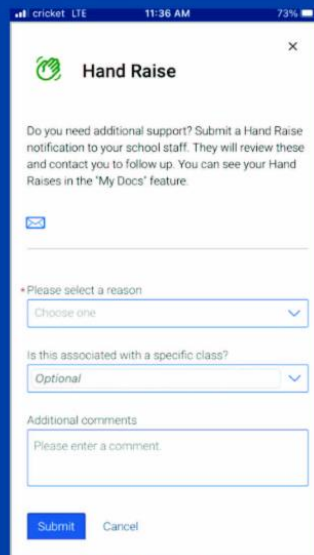 cricket LTE 11:36 AM 73%
Hand Raise
Do you need additional support? Submit a Hand Raise
notification to your school staff. They will review these
and contact you to follow up. You can see your Hand
Raises in the "My Docs" feature.
*Please select a reason
Choose one
Is this associated with a specific class?
Optional
Additional comments
Please enter a comment.
Submit Cancel